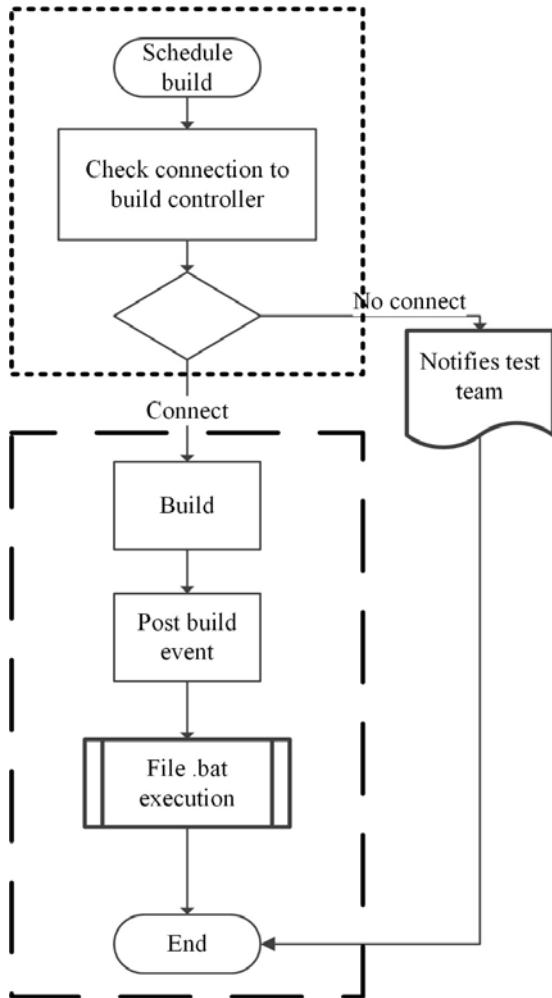 Schedule
build
Check connection to
build controller
No connect
Notifies test
team
Connect
Build
Post build
event
File .bat
execution
End